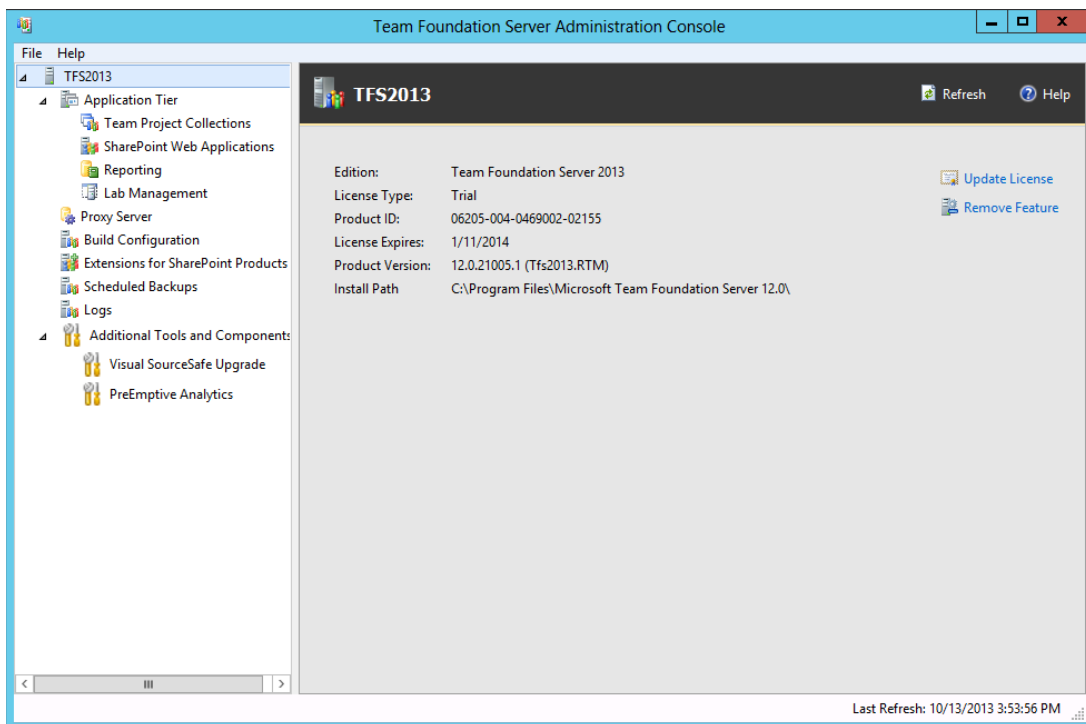 Team Foundation Server Administration Console
File Help
TFS2013
Application Tier
Team Project Collections
SharePoint Web Applications
Reporting
Lab Management
Proxy Server
Build Configuration
Extensions for SharePoint Products
Scheduled Backups
Logs
Additional Tools and Components
Visual SourceSafe Upgrade
PreEmptive Analytics
TFS2013
Refresh Help
Edition: Team Foundation Server 2013
License Type: Trial
Product ID: 06205-004-0469002-02155
License Expires: 1/11/2014
Product Version: 12.0.21005.1 (Tfs2013.RTM)
Install Path C:\Program Files\Microsoft Team Foundation Server 12.0\
Update License
Remove Feature
Last Refresh: 10/13/2013 3:53:56 PM